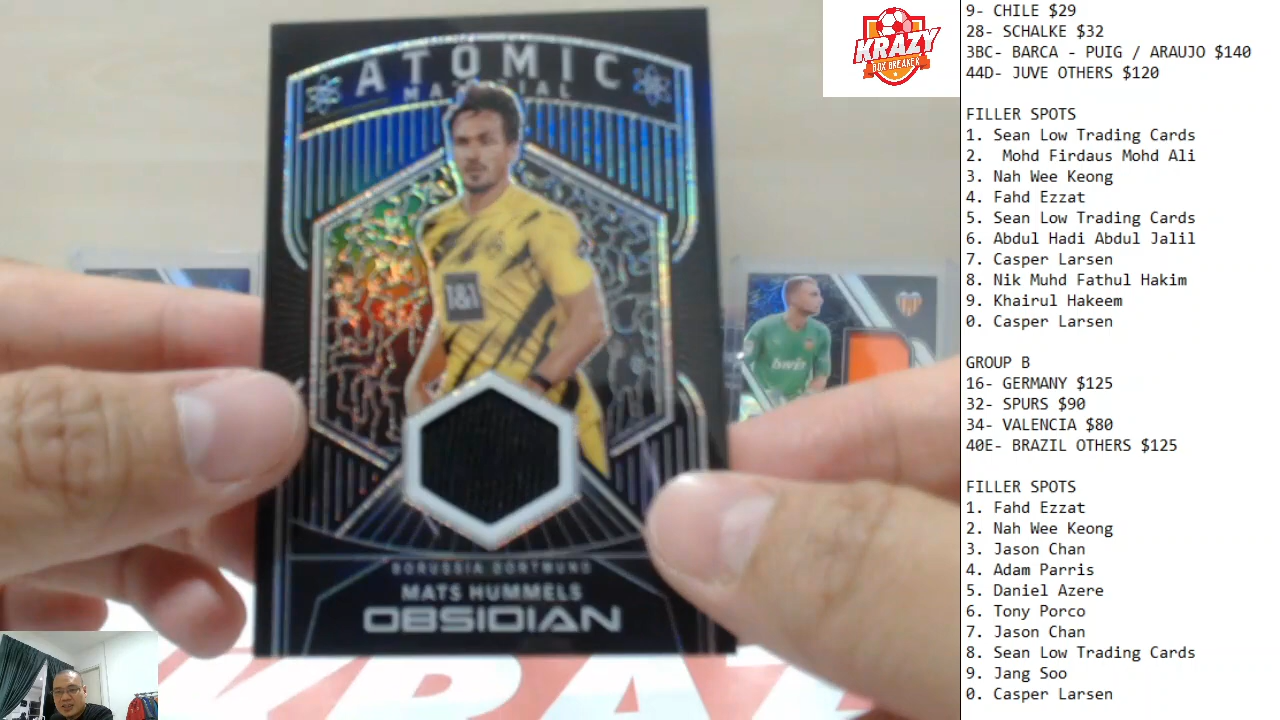 ATOMIC
MATERIAL
1&1
BORUSSIA DORTMUND
MATS HUMMELS
OBSIDIAN
bwin
KRAZY
KRAZY
BOX BREAKER
9- CHILE $29
28- SCHALKE $32
3BC- BARCA - PUIG / ARAUJO $140
44D- JUVE OTHERS $120
FILLER SPOTS
1. Sean Low Trading Cards
2.  Mohd Firdaus Mohd Ali
3. Nah Wee Keong
4. Fahd Ezzat
5. Sean Low Trading Cards
6. Abdul Hadi Abdul Jalil
7. Casper Larsen
8. Nik Muhd Fathul Hakim
9. Khairul Hakeem
0. Casper Larsen
GROUP B
16- GERMANY $125
32- SPURS $90
34- VALENCIA $80
40E- BRAZIL OTHERS $125
FILLER SPOTS
1. Fahd Ezzat
2. Nah Wee Keong
3. Jason Chan
4. Adam Parris
5. Daniel Azere
6. Tony Porco
7. Jason Chan
8. Sean Low Trading Cards
9. Jang Soo
0. Casper Larsen